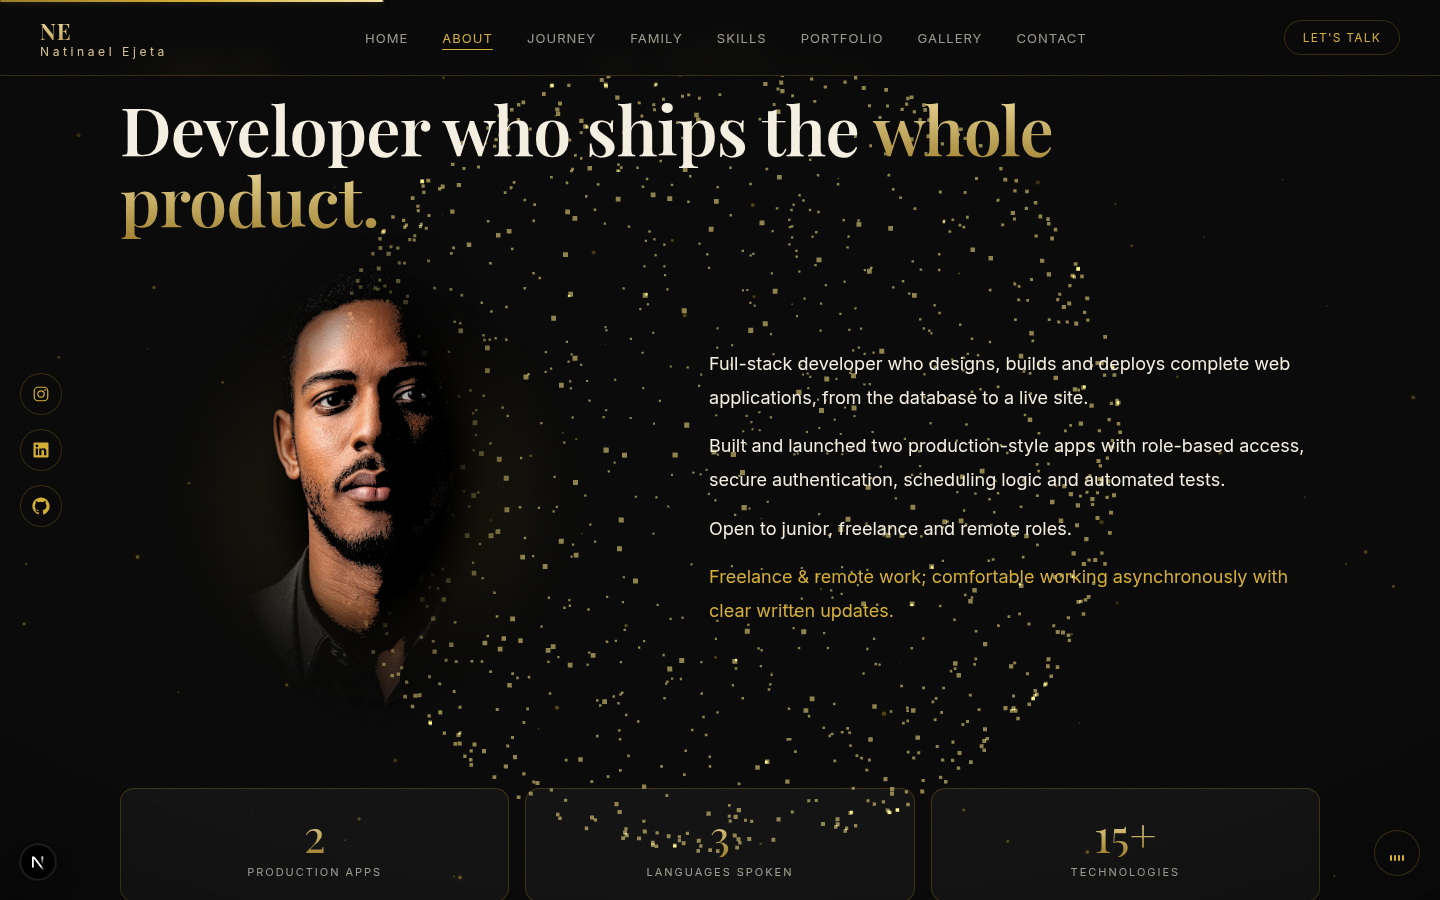 NE
Natinael Ejeta
HOME ABOUT JOURNEY FAMILY SKILLS PORTFOLIO GALLERY CONTACT
LET'S TALK
Developer who ships the whole
product.
Full-stack developer who designs, builds and deploys complete web
applications, from the database to a live site.
Built and launched two production-style apps with role-based access,
secure authentication, scheduling logic and automated tests.
Open to junior, freelance and remote roles.
Freelance & remote work; comfortable working asynchronously with
clear written updates.
2
PRODUCTION APPS
3
LANGUAGES SPOKEN
15+
TECHNOLOGIES
N